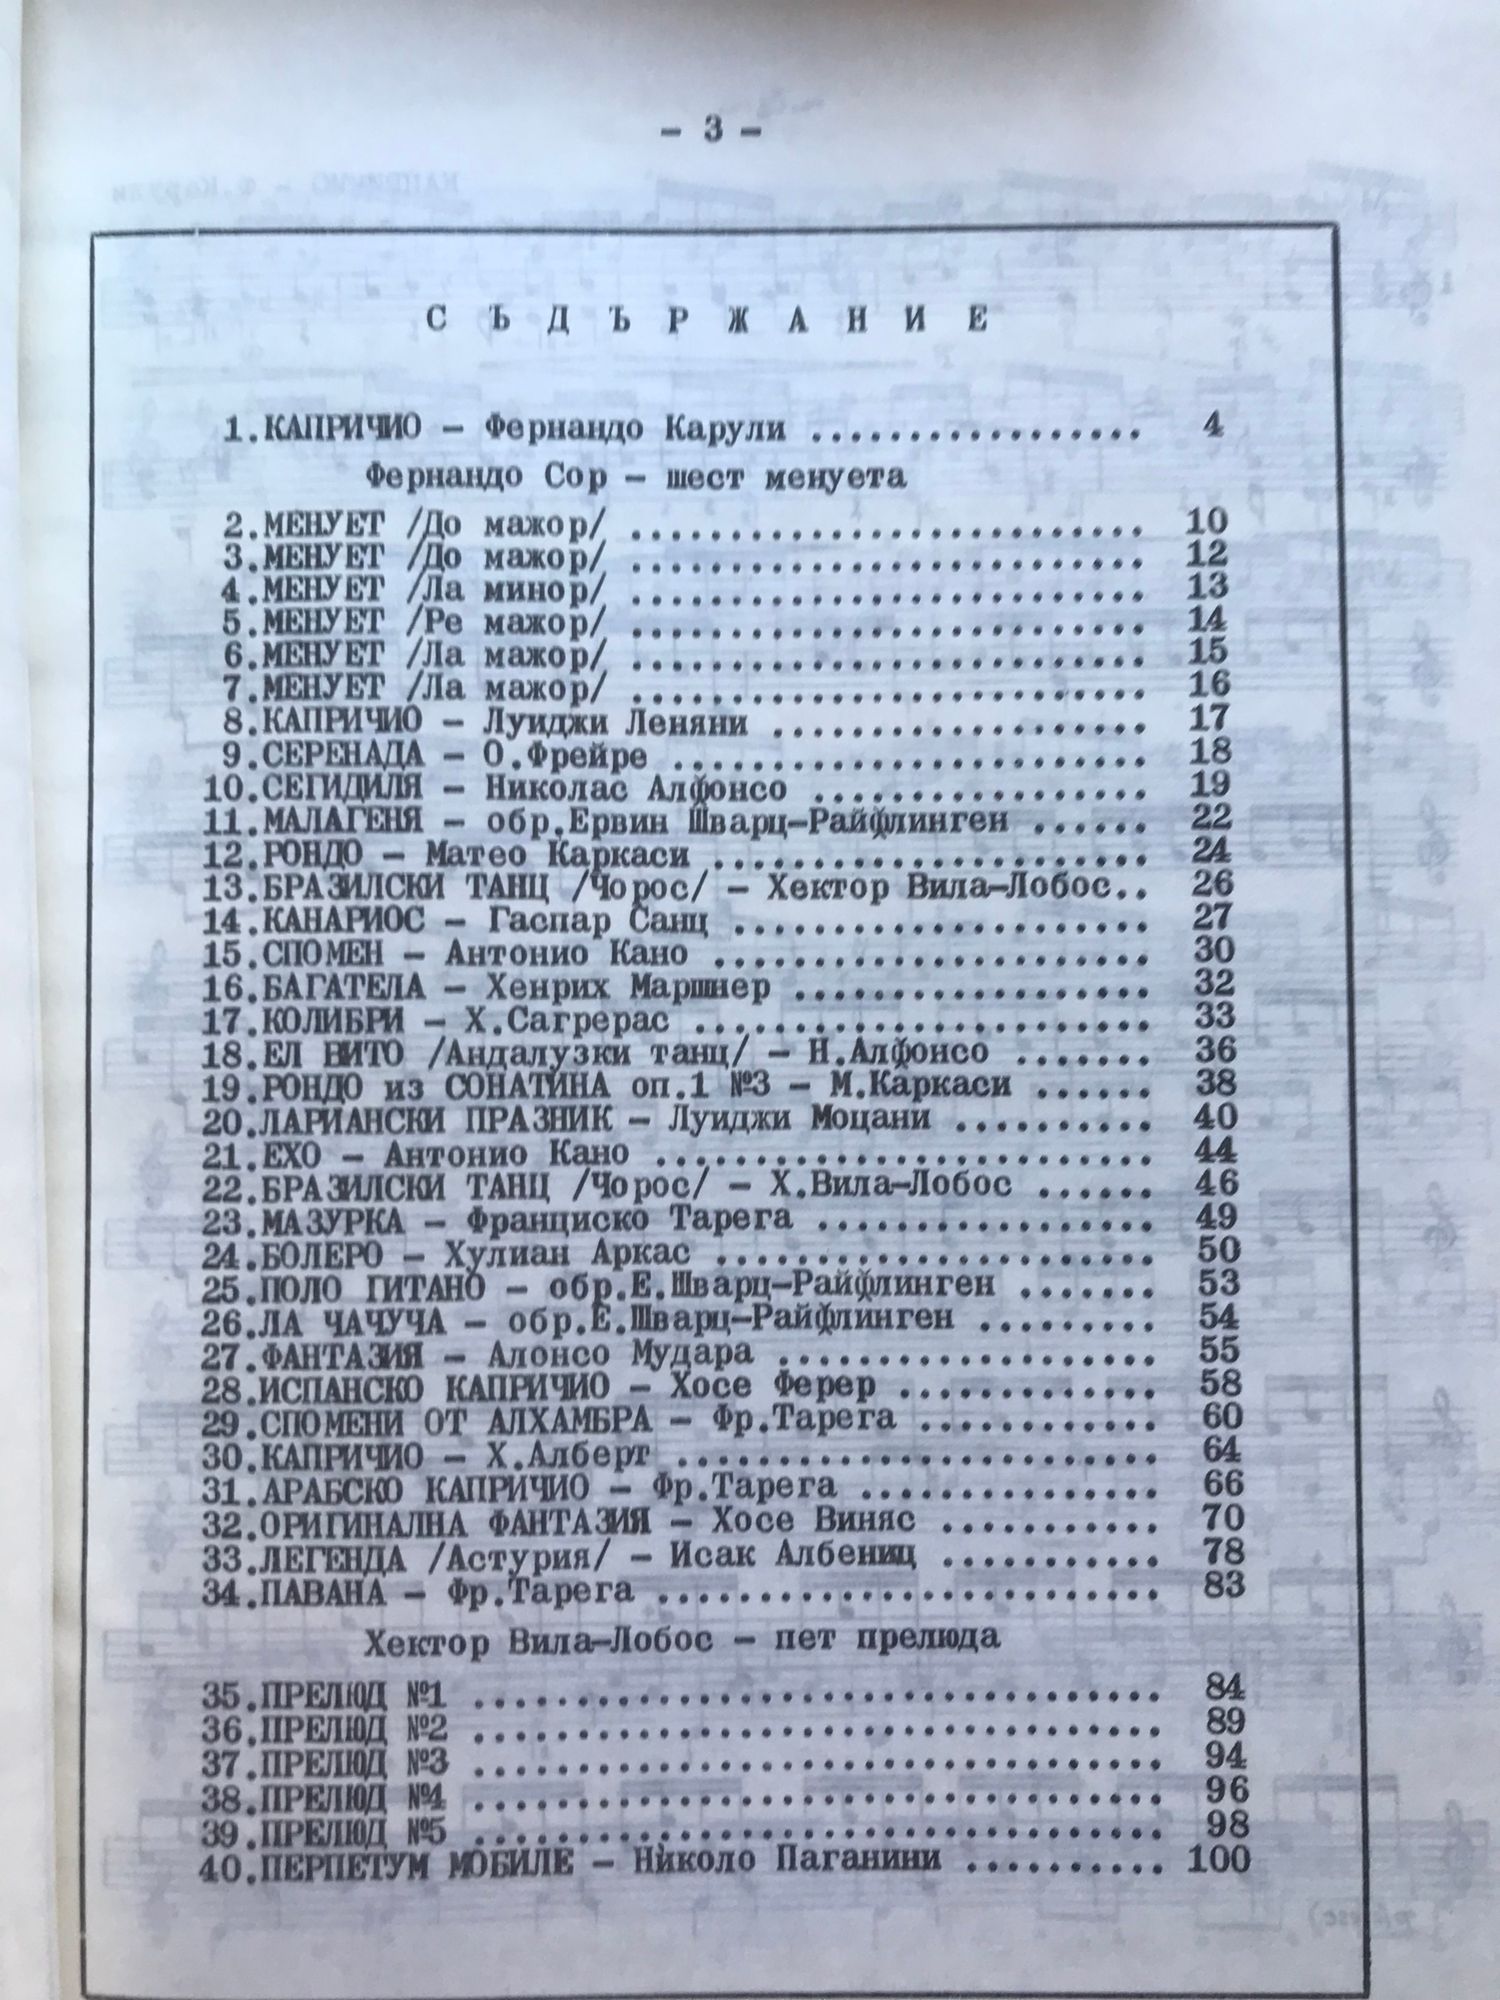 - 3 -
С Ъ Д Ъ Р Ж А Н И Е
1.КАПРИЧИО - Фернандо Карули ................. 4
Фернандо Сор - шест менуета
2.МЕНУЕТ /До мажор/ .......................... 10
3.МЕНУЕТ /До мажор/ .......................... 12
4.МЕНУЕТ /Ла минор/ .......................... 13
5.МЕНУЕТ /Ре мажор/ .......................... 14
6.МЕНУЕТ /Ла мажор/ .......................... 15
7.МЕНУЕТ /Ла мажор/ .......................... 16
8.КАПРИЧИО - Луиджи Леняни ................... 17
9.СЕРЕНАДА - О.Фрейре ........................ 18
10.СЕГИДИЛЯ - Николас Алфонсо ................. 19
11.МАЛАГЕНЯ - обр.Ервин Шварц-Райфлинген ...... 22
12.РОНДО - Матео Каркаси ...................... 24
13.БРАЗИЛСКИ ТАНЦ /Чорос/ - Хектор Вила-Лобос.. 26
14.КАНАРИОС - Гаспар Санц ..................... 27
15.СПОМЕН - Антонио Кано ...................... 30
16.БАГАТЕЛА - Хенрих Маршнер .................. 32
17.КОЛИБРИ - Х.Сагрерас ....................... 33
18.ЕЛ ВИТО /Андалузки танц/ - Н.Алфонсо ....... 36
19.РОНДО из СОНАТИНА оп.1 №3 - М.Каркаси ...... 38
20.ЛАРИАНСКИ ПРАЗНИК - Луиджи Моцани .......... 40
21.ЕХО - Антонио Кано ......................... 44
22.БРАЗИЛСКИ ТАНЦ /Чорос/ - Х.Вила-Лобос ...... 46
23.МАЗУРКА - Франциско Тарега ................. 49
24.БОЛЕРО - Хулиан Аркас ...................... 50
25.ПОЛО ГИТАНО - обр.Е.Шварц-Райфлинген ....... 53
26.ЛА ЧАЧУЧА - обр.Е.Шварц-Райфлинген ......... 54
27.ФАНТАЗИЯ - Алонсо Мудара ................... 55
28.ИСПАНСКО КАПРИЧИО - Хосе Ферер ............. 58
29.СПОМЕНИ ОТ АЛХАМБРА - Фр.Тарега ............ 60
30.КАПРИЧИО - Х.Алберт ........................ 64
31.АРАБСКО КАПРИЧИО - Фр.Тарега ............... 66
32.ОРИГИНАЛНА ФАНТАЗИЯ - Хосе Виняс ........... 70
33.ЛЕГЕНДА /Астурия/ - Исак Албениц ........... 78
34.ПАВАНА - Фр.Тарега ......................... 83
Хектор Вила-Лобос - пет прелюда
35.ПРЕЛЮД №1 .................................. 84
36.ПРЕЛЮД №2 .................................. 89
37.ПРЕЛЮД №3 .................................. 94
38.ПРЕЛЮД №4 .................................. 96
39.ПРЕЛЮД №5 .................................. 98
40.ПЕРПЕТУМ МОБИЛЕ - Николо Паганини .......... 100